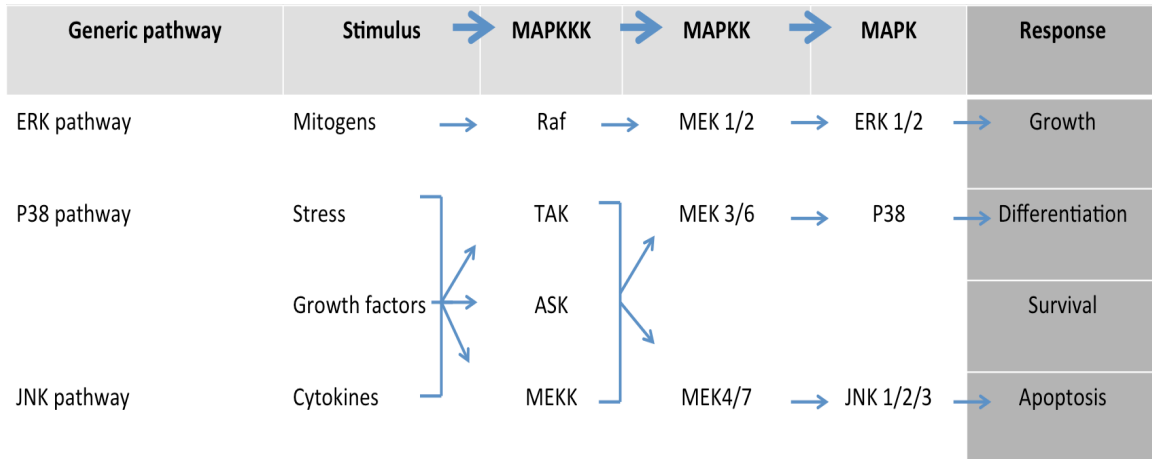 Generic pathway Stimulus MAPKKK MAPKK MAPK Response
ERK pathway Mitogens Raf MEK 1/2 ERK 1/2 Growth
P38 pathway Stress TAK MEK 3/6 P38 Differentiation
Growth factors ASK Survival
JNK pathway Cytokines MEKK MEK4/7 JNK 1/2/3 Apoptosis